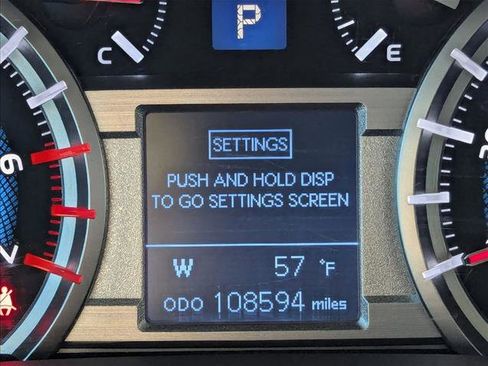 P
C
E
SETTINGS
PUSH AND HOLD DISP
TO GO SETTINGS SCREEN
W 57 °F
ODO 108594 miles